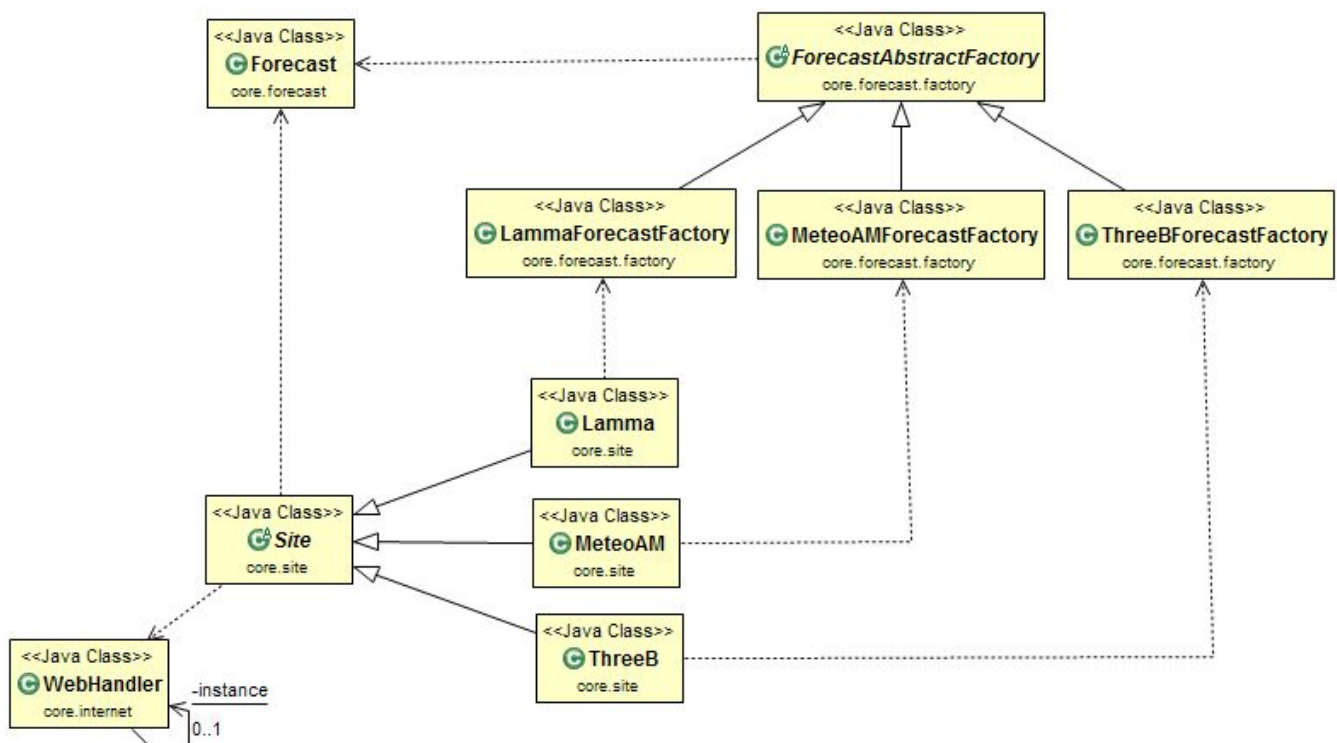 <<Java Class>>
Forecast
core.forecast
<<Java Class>>
ForecastAbstractFactory
core.forecast.factory
<<Java Class>>
LammaForecastFactory
core.forecast.factory
<<Java Class>>
MeteoAMForecastFactory
core.forecast.factory
<<Java Class>>
ThreeBForecastFactory
core.forecast.factory
<<Java Class>>
Lamma
core.site
<<Java Class>>
Site
core.site
<<Java Class>>
MeteoAM
core.site
<<Java Class>>
ThreeB
core.site
<<Java Class>>
WebHandler
core.internet
-instance
0..1